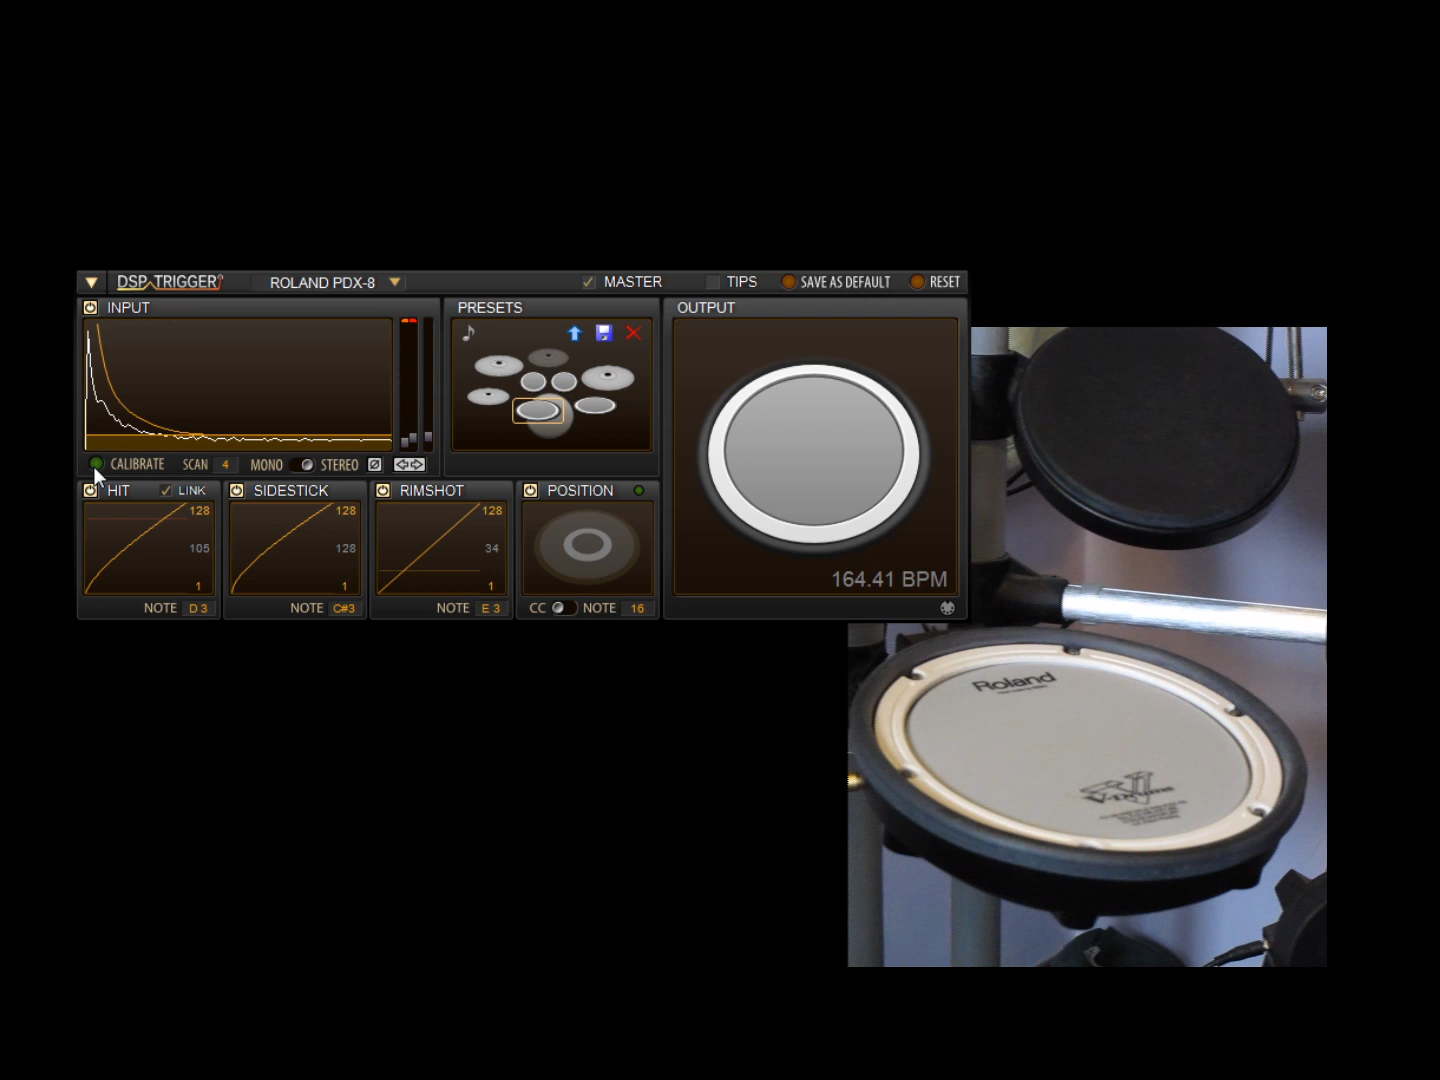 DSP TRIGGER
ROLAND PDX-8
MASTER
TIPS
SAVE AS DEFAULT
RESET
INPUT
CALIBRATE
SCAN 4
MONO
STEREO
PRESETS
OUTPUT
164.41 BPM
HIT
LINK
128
105
1
NOTE D 3
SIDESTICK
128
128
1
NOTE C#3
RIMSHOT
128
34
1
NOTE E 3
POSITION
CC
NOTE 16
Roland
V-Drums